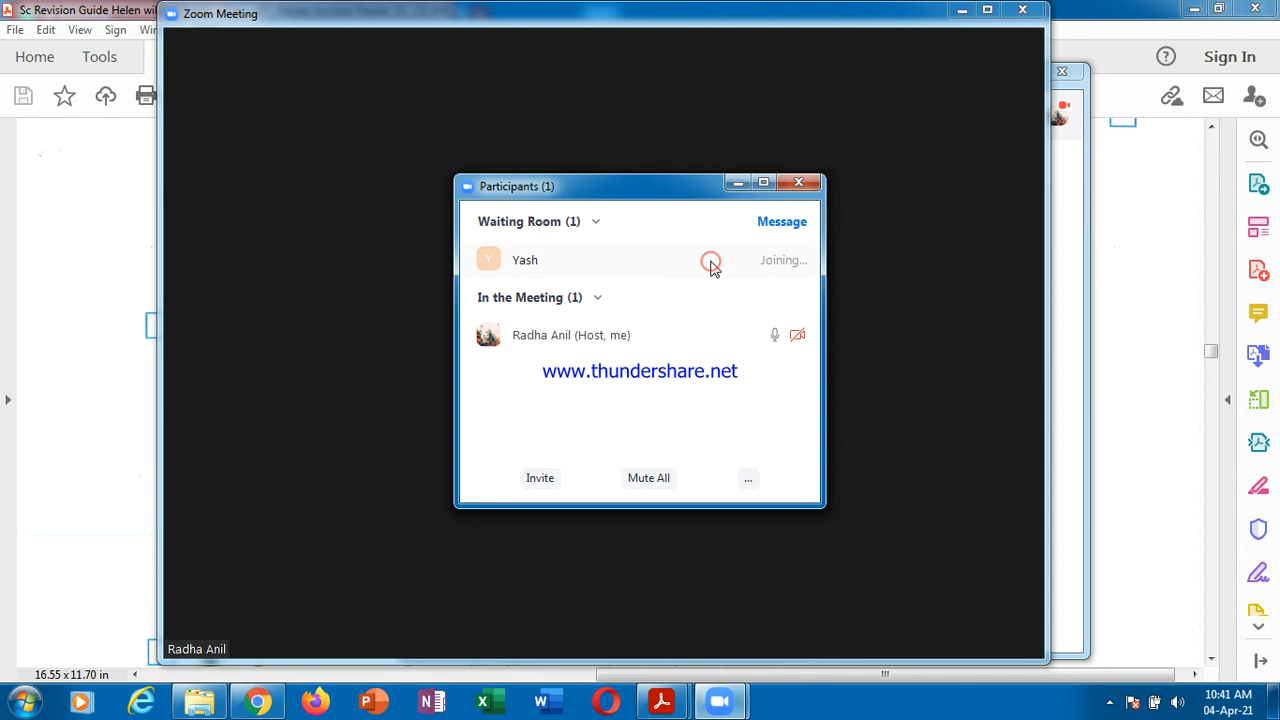 Sc Revision Guide Helen wi
Zoom Meeting
File Edit View Sign Win
Home Tools
Sign In
Participants (1)
Waiting Room (1)
Message
Y
Yash
Joining...
In the Meeting (1)
Radha Anil (Host, me)
www.thundershare.net
Invite
Mute All
...
Radha Anil
16.55 x 11.70 in
10:41 AM
04-Apr-21